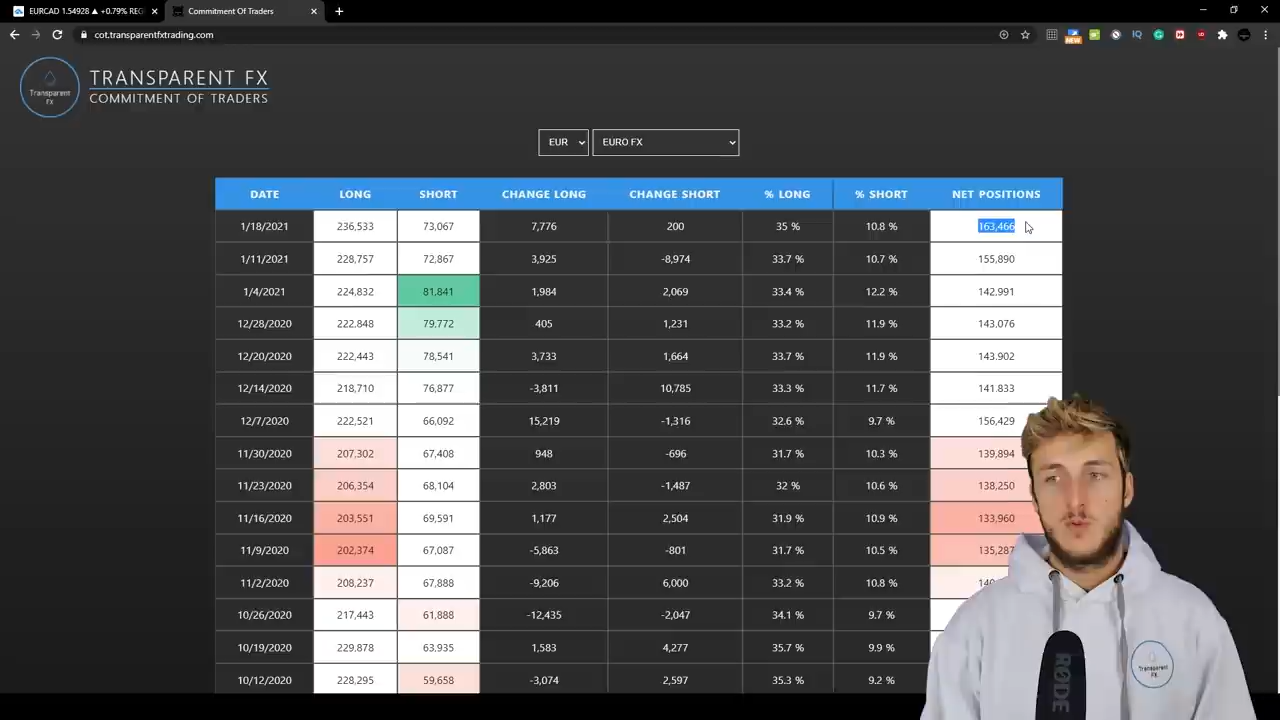 EURCAD 1.54928 ▲ +0.79% REG
Commitment Of Traders
cot.transparentfxtrading.com
NEW
IQ
Transparent
FX
TRANSPARENT FX
COMMITMENT OF TRADERS
EUR
EURO FX
DATE LONG SHORT CHANGE LONG CHANGE SHORT % LONG % SHORT NET POSITIONS
1/18/2021 236,533 73,067 7,776 200 35 % 10.8 % 163,466
1/11/2021 228,757 72,867 3,925 -8,974 33.7 % 10.7 % 155,890
1/4/2021 224,832 81,841 1,984 2,069 33.4 % 12.2 % 142,991
12/28/2020 222,848 79,772 405 1,231 33.2 % 11.9 % 143,076
12/20/2020 222,443 78,541 3,733 1,664 33.7 % 11.9 % 143,902
12/14/2020 218,710 76,877 -3,811 10,785 33.3 % 11.7 % 141,833
12/7/2020 222,521 66,092 15,219 -1,316 32.6 % 9.7 % 156,429
11/30/2020 207,302 67,408 948 -696 31.7 % 10.3 % 139,894
11/23/2020 206,354 68,104 2,803 -1,487 32 % 10.6 % 138,250
11/16/2020 203,551 69,591 1,177 2,504 31.9 % 10.9 % 133,960
11/9/2020 202,374 67,087 -5,863 -801 31.7 % 10.5 % 135,287
11/2/2020 208,237 67,888 -9,206 6,000 33.2 % 10.8 %
10/26/2020 217,443 61,888 -12,435 -2,047 34.1 % 9.7 %
10/19/2020 229,878 63,935 1,583 4,277 35.7 % 9.9 %
10/12/2020 228,295 59,658 -3,074 2,597 35.3 % 9.2 %
Transparent
FX
RØDE